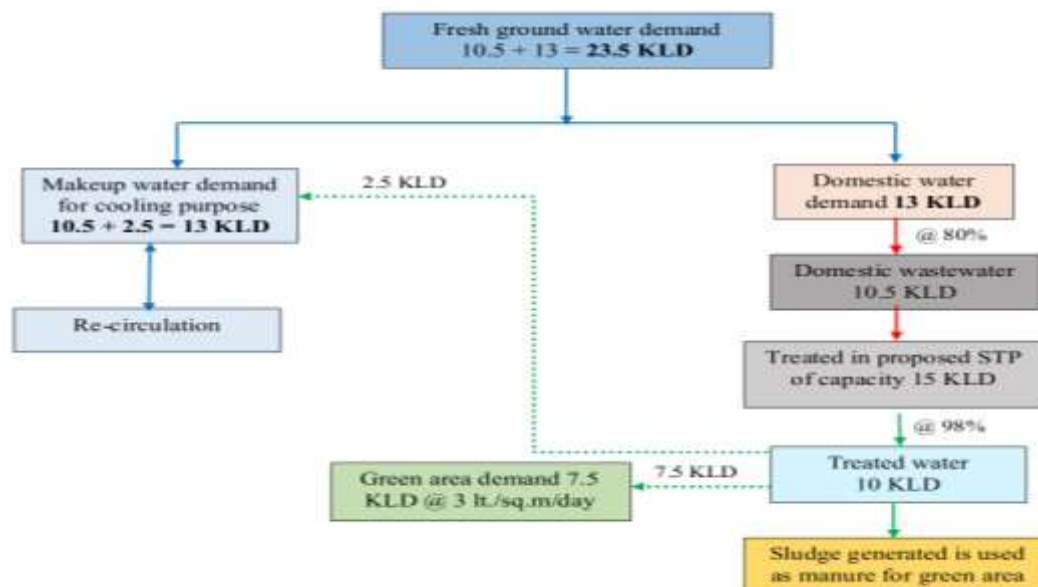 Fresh ground water demand
10.5 + 13 = 23.5 KLD
Makeup water demand
for cooling purpose
10.5 + 2.5 = 13 KLD
2.5 KLD
Domestic water
demand 13 KLD
@ 80%
Domestic wastewater
10.5 KLD
Re-circulation
Treated in proposed STP
of capacity 15 KLD
@ 98%
Treated water
10 KLD
7.5 KLD
Green area demand 7.5
KLD @ 3 lt./sq.m/day
Sludge generated is used
as manure for green area